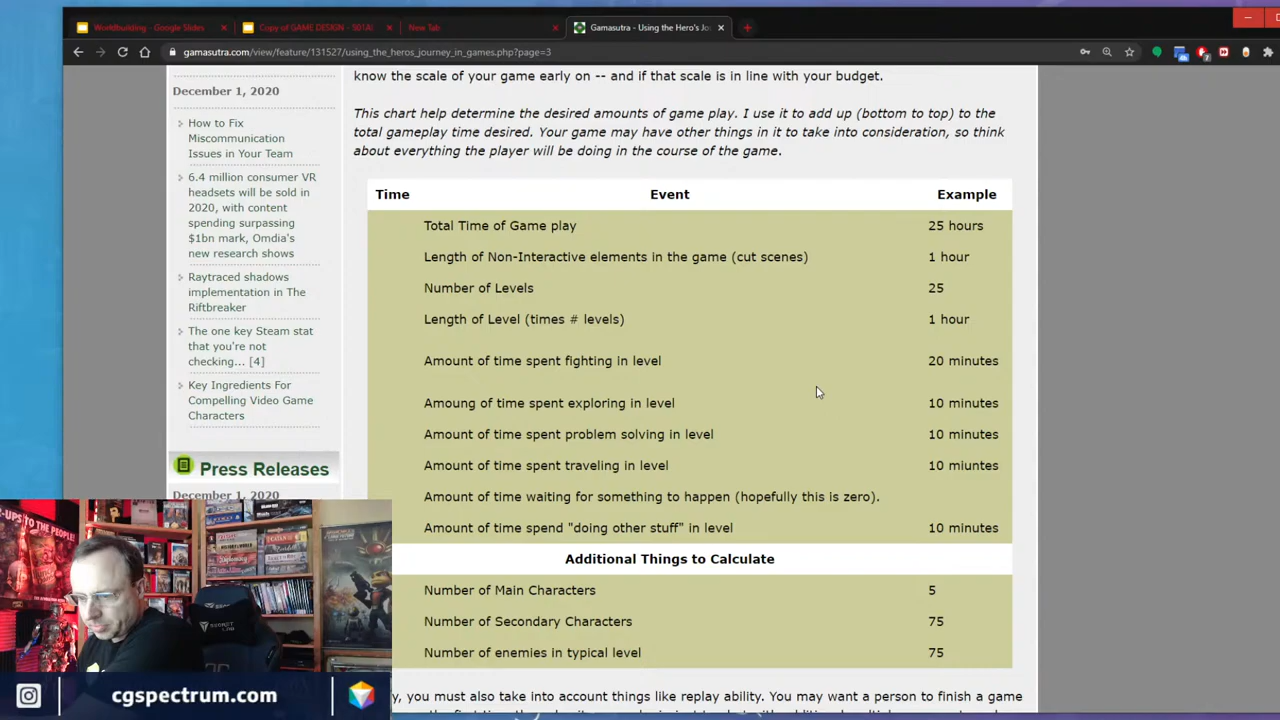 Worldbuilding - Google Slides
Copy of GAME DESIGN - 501AI
New Tab
Gamasutra - Using the Hero's Jou
gamasutra.com/view/feature/131527/using_the_heros_journey_in_games.php?page=3
December 1, 2020
How to Fix
Miscommunication
Issues in Your Team
6.4 million consumer VR
headsets will be sold in
2020, with content
spending surpassing
$1bn mark, Omdia's
new research shows
Raytraced shadows
implementation in The
Riftbreaker
The one key Steam stat
that you're not
checking... [4]
Key Ingredients For
Compelling Video Game
Characters
Press Releases
December 1, 2020
know the scale of your game early on -- and if that scale is in line with your budget.
This chart help determine the desired amounts of game play. I use it to add up (bottom to top) to the
total gameplay time desired. Your game may have other things in it to take into consideration, so think
about everything the player will be doing in the course of the game.
Time Event Example
Total Time of Game play 25 hours
Length of Non-Interactive elements in the game (cut scenes) 1 hour
Number of Levels 25
Length of Level (times # levels) 1 hour
Amount of time spent fighting in level 20 minutes
Amoung of time spent exploring in level 10 minutes
Amount of time spent problem solving in level 10 minutes
Amount of time spent traveling in level 10 miuntes
Amount of time waiting for something to happen (hopefully this is zero).
Amount of time spend "doing other stuff" in level 10 minutes
Additional Things to Calculate
Number of Main Characters 5
Number of Secondary Characters 75
Number of enemies in typical level 75
y, you must also take into account things like replay ability. You may want a person to finish a game
cgspectrum.com